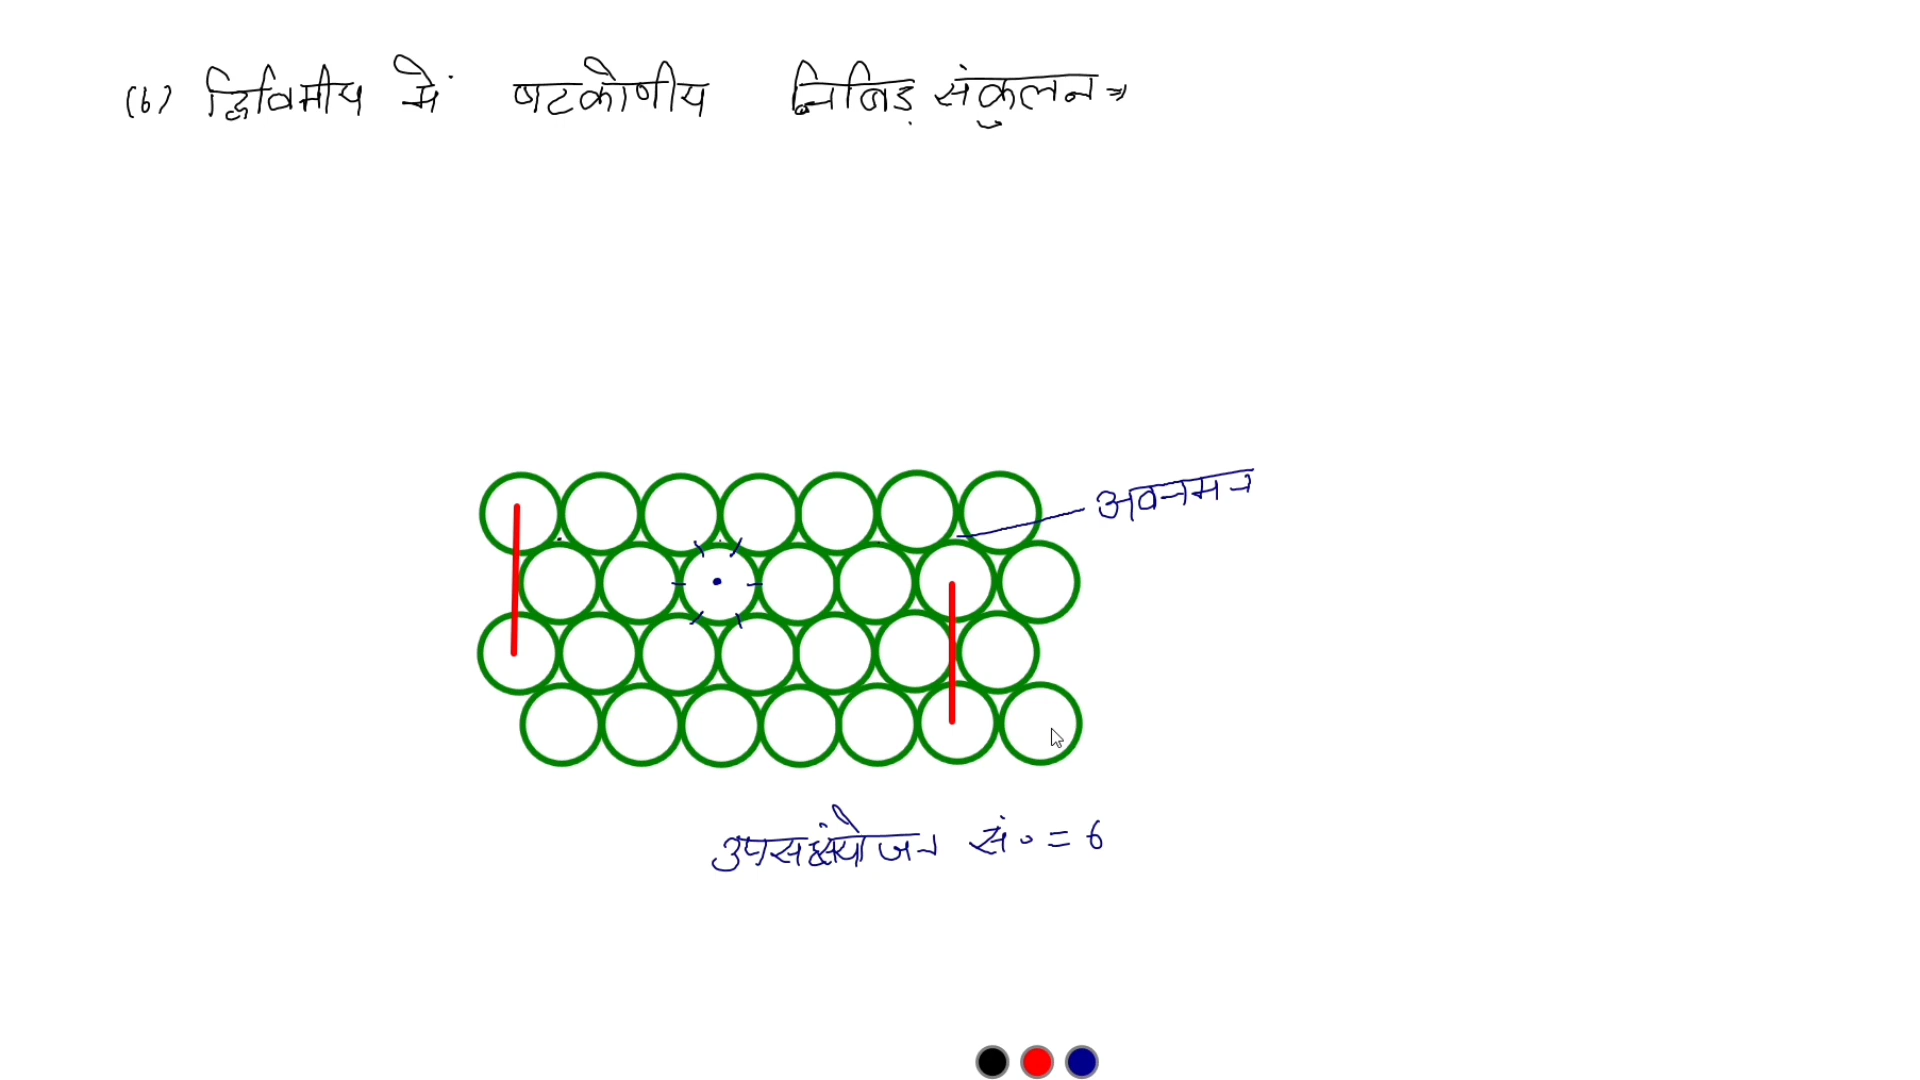 (b) द्विविमीय में षटकोणीय निबिड़ संकुलन ⇒
अवनमन
उपसहसंयोजन सं० = 6